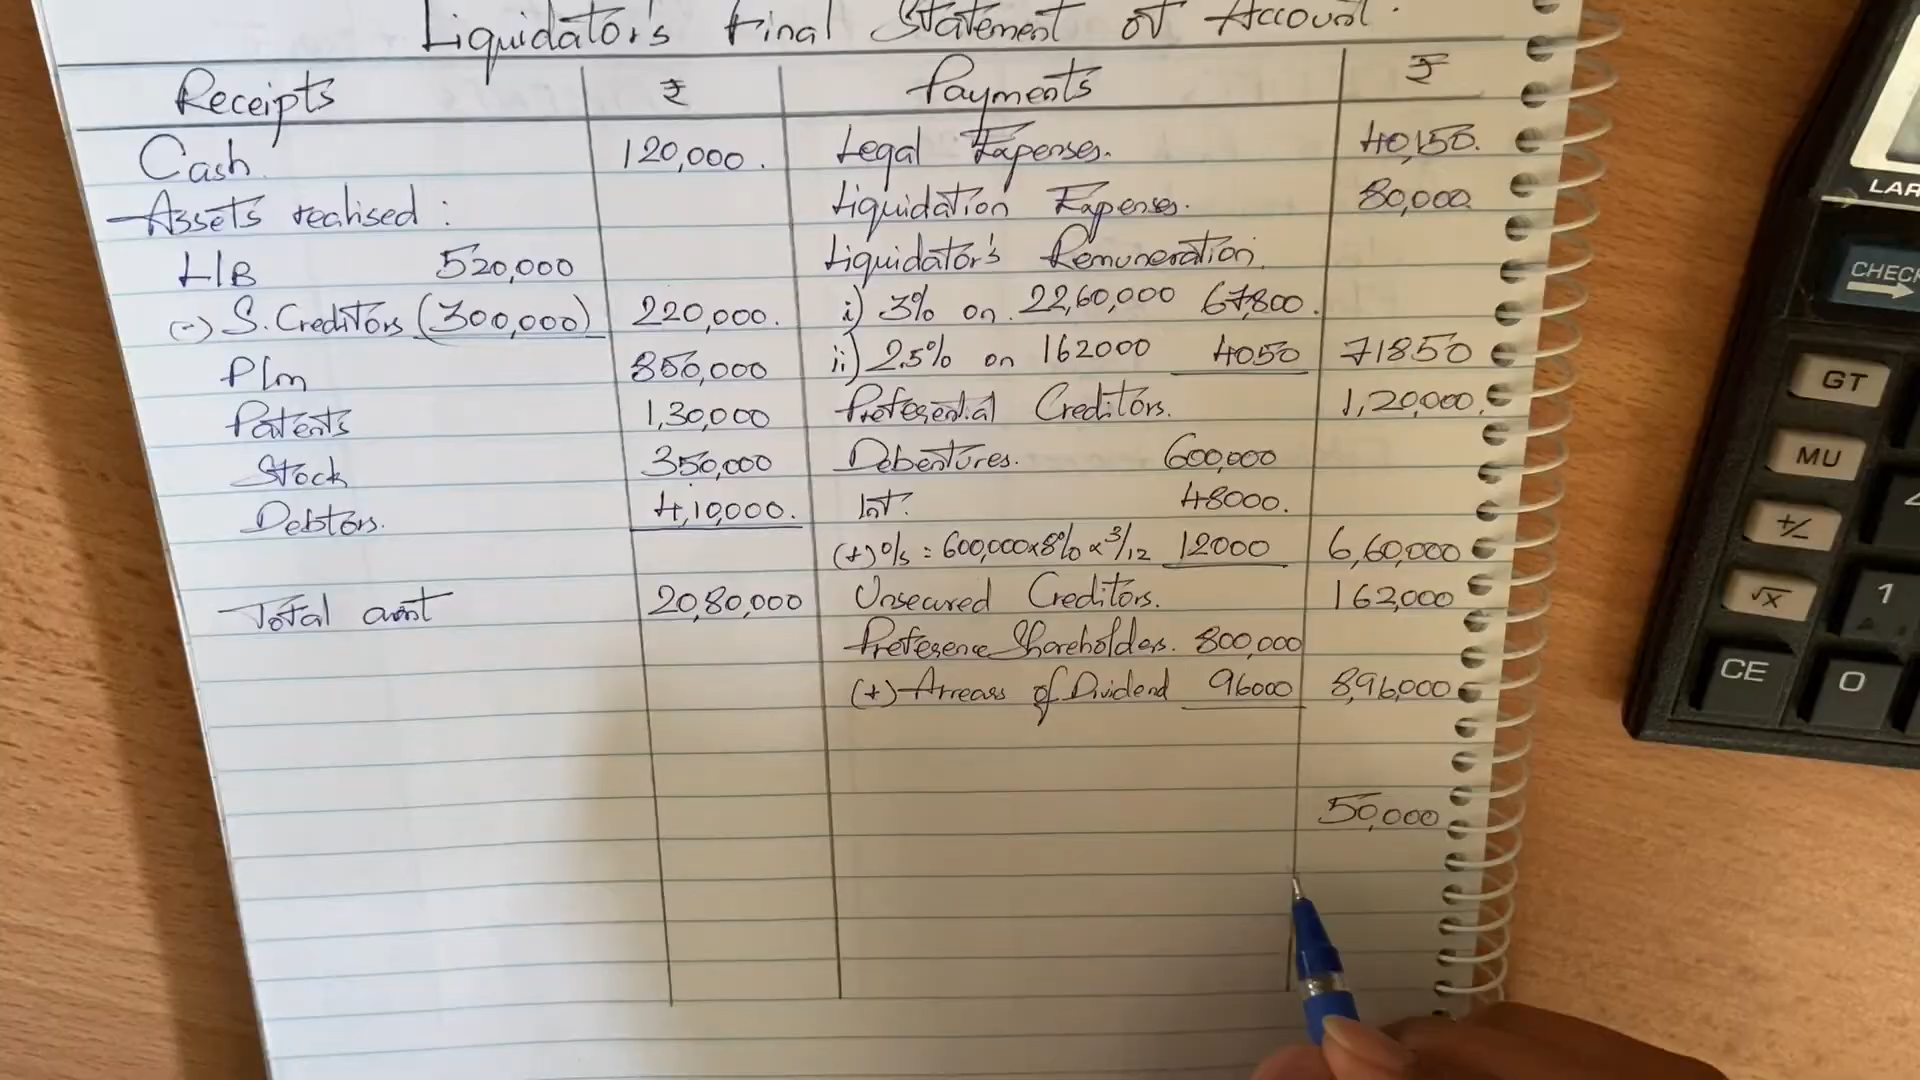 Liquidator's Final Statement of Account.
Receipts ₹ Payments ₹
Cash 120,000. Legal Expenses. 40,150.
Assets realised: Liquidation Expenses. 80,000
L/B 520,000 Liquidator's Remuneration.
(-) S. Creditors (300,000) 220,000. i) 3% on 22,60,000 67,800.
P/m 850,000 ii) 2.5% on 162000 4050 71850
Patents 1,30,000 Preferential Creditors. 1,20,000.
Stock 350,000 Debentures. 600,000
Debtors. 4,10,000. Int: 48000.
(+) o/s = 600,000x8% x 3/12 12000 6,60,000
Total amt 20,80,000 Unsecured Creditors. 162,000
Preference Shareholders. 800,000
(+) Arrears of Dividend 96000 8,96,000
50,000
LAR
CHECK
GT
MU
+/-
√x
1
CE
0